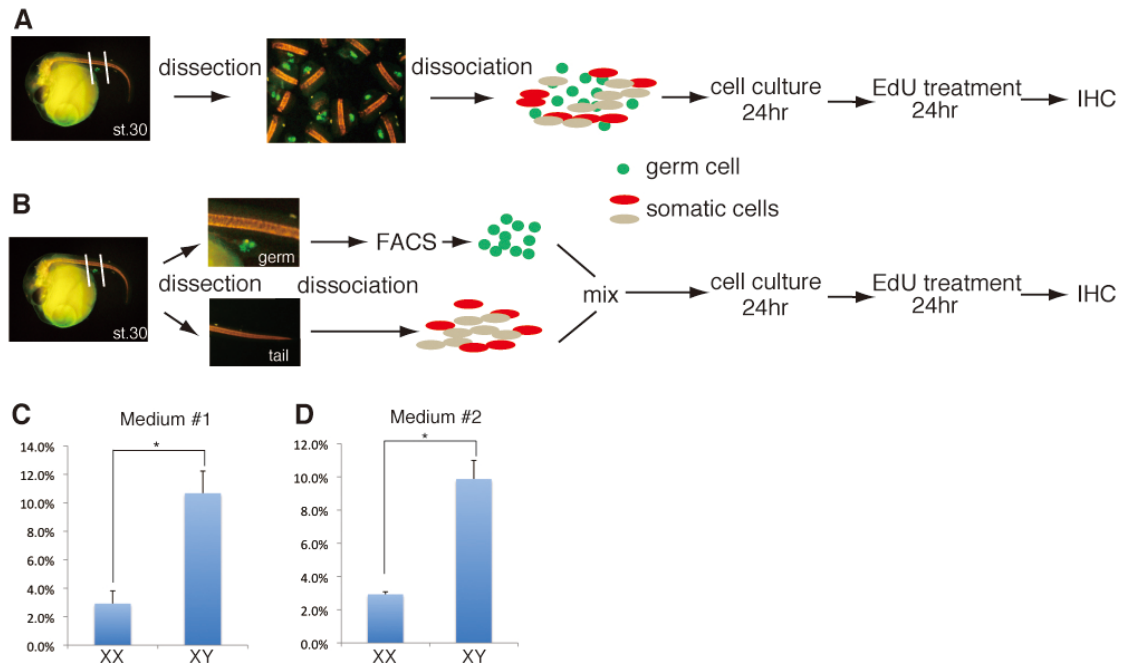 A
st.30
dissection
dissociation
cell culture
24hr
EdU treatment
24hr
IHC
germ cell
somatic cells
B
st.30
dissection
germ
tail
FACS
dissociation
mix
cell culture
24hr
EdU treatment
24hr
IHC
C
Medium #1
14.0%
12.0%
10.0%
8.0%
6.0%
4.0%
2.0%
0.0%
*
XX
XY
D
Medium #2
12.0%
10.0%
8.0%
6.0%
4.0%
2.0%
0.0%
*
XX
XY